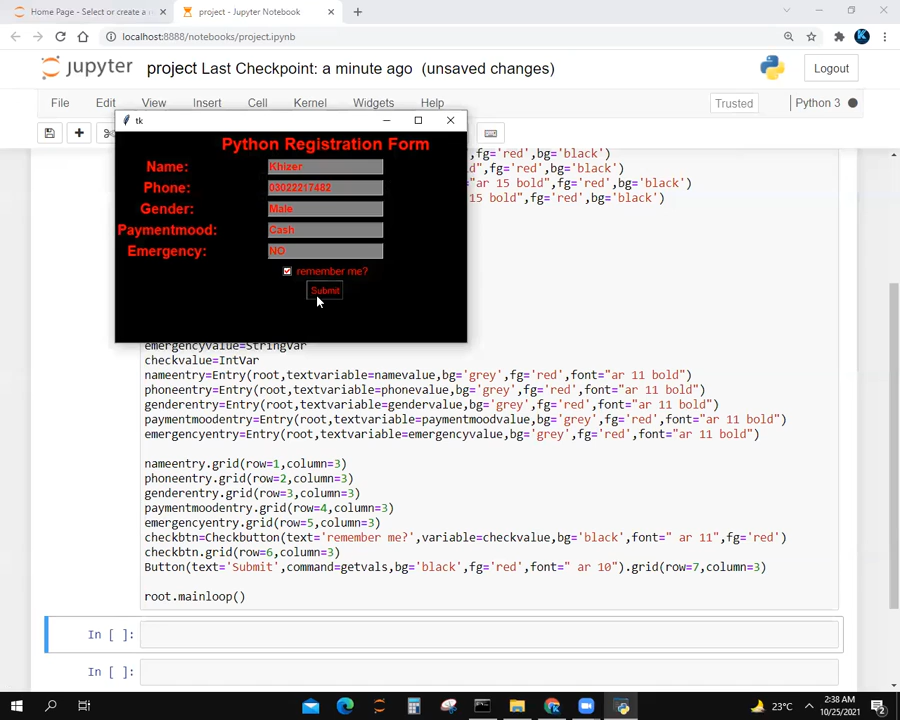 Home Page - Select or create a n
project - Jupyter Notebook
localhost:8888/notebooks/project.ipynb
jupyter
project Last Checkpoint: a minute ago (unsaved changes)
Logout
File Edit View Insert Cell Kernel Widgets Help
Trusted
Python 3
tk
Python Registration Form
Name: Khizer
Phone: 03022217482
Gender: Male
Paymentmood: Cash
Emergency: NO
remember me?
Submit
,fg='red',bg='black')
",fg='red',bg='black')
"ar 15 bold",fg='red',bg='black')
15 bold",fg='red',bg='black')
emergencyvalue=StringVar
checkvalue=IntVar
nameentry=Entry(root,textvariable=namevalue,bg='grey',fg='red',font="ar 11 bold")
phoneentry=Entry(root,textvariable=phonevalue,bg='grey',fg='red',font="ar 11 bold")
genderentry=Entry(root,textvariable=gendervalue,bg='grey',fg='red',font="ar 11 bold")
paymentmoodentry=Entry(root,textvariable=paymentmoodvalue,bg='grey',fg='red',font="ar 11 bold")
emergencyentry=Entry(root,textvariable=emergencyvalue,bg='grey',fg='red',font="ar 11 bold")
nameentry.grid(row=1,column=3)
phoneentry.grid(row=2,column=3)
genderentry.grid(row=3,column=3)
paymentmoodentry.grid(row=4,column=3)
emergencyentry.grid(row=5,column=3)
checkbtn=Checkbutton(text='remember me?',variable=checkvalue,bg='black',font=" ar 11",fg='red')
checkbtn.grid(row=6,column=3)
Button(text='Submit',command=getvals,bg='black',fg='red',font=" ar 10").grid(row=7,column=3)
root.mainloop()
In [ ]:
In [ ]:
23°C
2:38 AM
10/25/2021
2